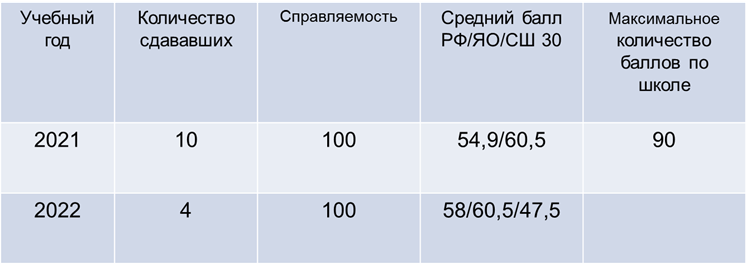 Учебный год
Количество сдававших
Справляемость
Средний балл РФ/ЯО/СШ 30
Максимальное количество баллов по школе
2021
10
100
54,9/60,5
90
2022
4
100
58/60,5/47,5